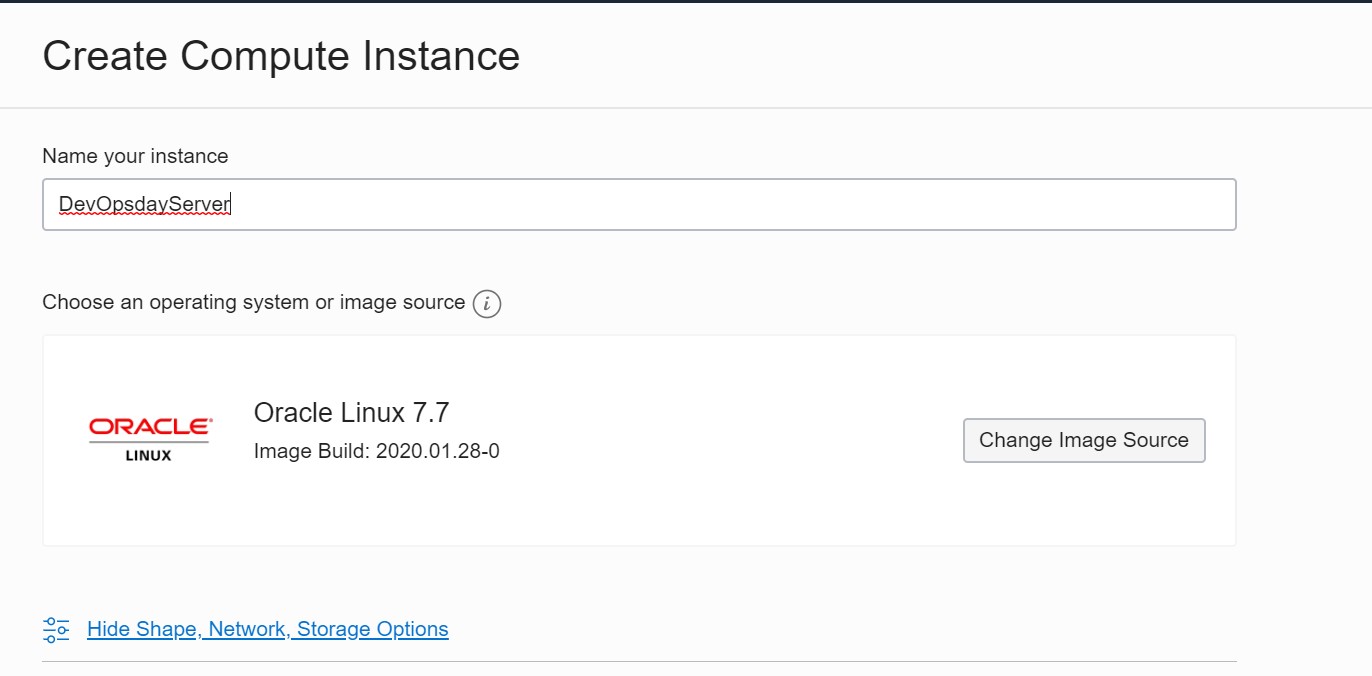 Create Compute Instance
Name your instance
DevOpsdayServer
Choose an operating system or image source i
ORACLE
LINUX
Oracle Linux 7.7
Image Build: 2020.01.28-0
Change Image Source
Hide Shape, Network, Storage Options